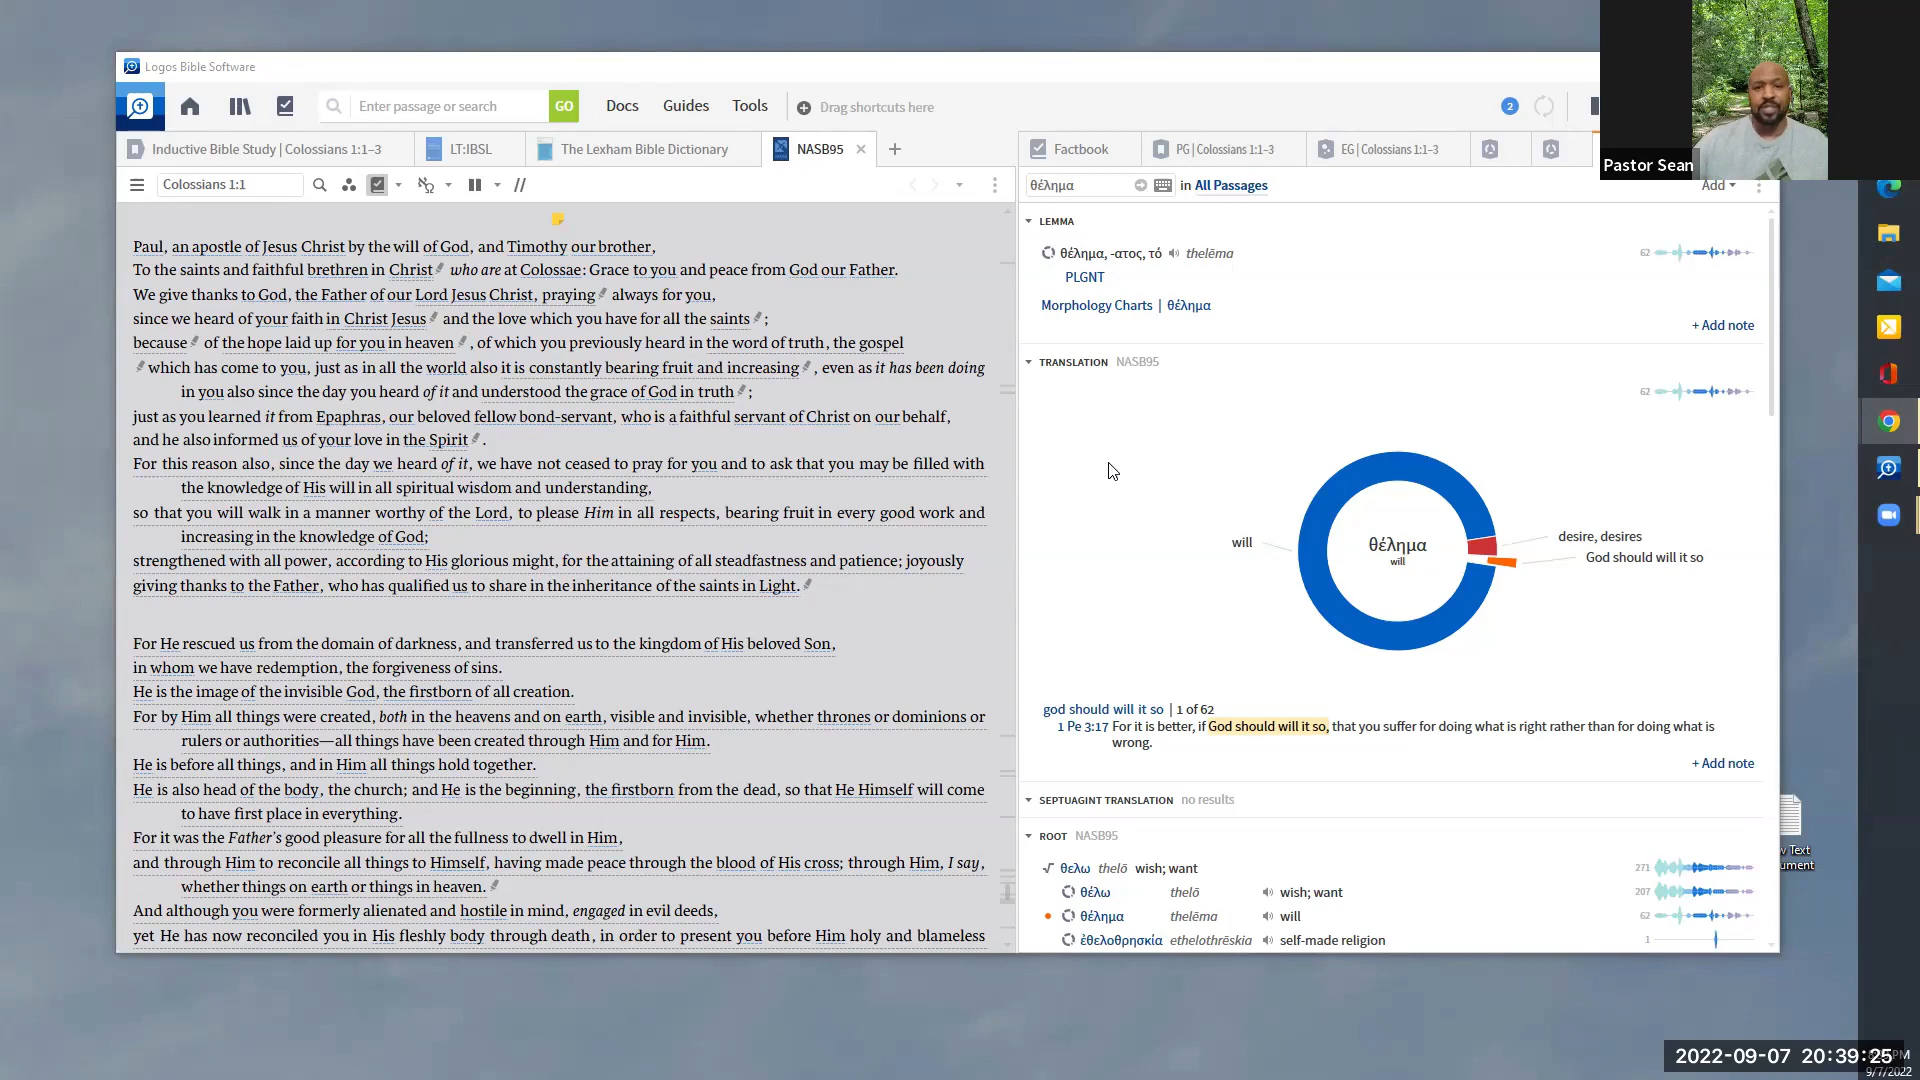 Logos Bible Software
Enter passage or search
GO
Docs
Guides
Tools
Drag shortcuts here
2
Inductive Bible Study | Colossians 1:1–3
LT:IBSL
The Lexham Bible Dictionary
NASB95
Factbook
PG | Colossians 1:1–3
EG | Colossians 1:1–3
Pastor Sean
Colossians 1:1
θέλημα
in All Passages
Add
Paul, an apostle of Jesus Christ by the will of God, and Timothy our brother,
To the saints and faithful brethren in Christ who are at Colossae: Grace to you and peace from God our Father.
We give thanks to God, the Father of our Lord Jesus Christ, praying always for you,
since we heard of your faith in Christ Jesus and the love which you have for all the saints ;
because of the hope laid up for you in heaven , of which you previously heard in the word of truth, the gospel
which has come to you, just as in all the world also it is constantly bearing fruit and increasing , even as it has been doing
in you also since the day you heard of it and understood the grace of God in truth ;
just as you learned it from Epaphras, our beloved fellow bond-servant, who is a faithful servant of Christ on our behalf,
and he also informed us of your love in the Spirit .
For this reason also, since the day we heard of it, we have not ceased to pray for you and to ask that you may be filled with
the knowledge of His will in all spiritual wisdom and understanding,
so that you will walk in a manner worthy of the Lord, to please Him in all respects, bearing fruit in every good work and
increasing in the knowledge of God;
strengthened with all power, according to His glorious might, for the attaining of all steadfastness and patience; joyously
giving thanks to the Father, who has qualified us to share in the inheritance of the saints in Light.
For He rescued us from the domain of darkness, and transferred us to the kingdom of His beloved Son,
in whom we have redemption, the forgiveness of sins.
He is the image of the invisible God, the firstborn of all creation.
For by Him all things were created, both in the heavens and on earth, visible and invisible, whether thrones or dominions or
rulers or authorities—all things have been created through Him and for Him.
He is before all things, and in Him all things hold together.
He is also head of the body, the church; and He is the beginning, the firstborn from the dead, so that He Himself will come
to have first place in everything.
For it was the Father’s good pleasure for all the fullness to dwell in Him,
and through Him to reconcile all things to Himself, having made peace through the blood of His cross; through Him, I say,
whether things on earth or things in heaven.
And although you were formerly alienated and hostile in mind, engaged in evil deeds,
yet He has now reconciled you in His fleshly body through death, in order to present you before Him holy and blameless
LEMMA
θέλημα, -ατος, τό thelēma
62
PLGNT
Morphology Charts | θέλημα
+ Add note
TRANSLATION NASB95
62
will
θέλημα
will
desire, desires
God should will it so
god should will it so | 1 of 62
1 Pe 3:17 For it is better, if God should will it so, that you suffer for doing what is right rather than for doing what is
wrong.
+ Add note
SEPTUAGINT TRANSLATION no results
ROOT NASB95
θελω thelō wish; want 271
θέλω thelō wish; want 207
θέλημα thelēma will 62
ἐθελοθρησκία ethelothrēskia self-made religion 1
Text
2022-09-07 20:39:25
PM
9/7/2022